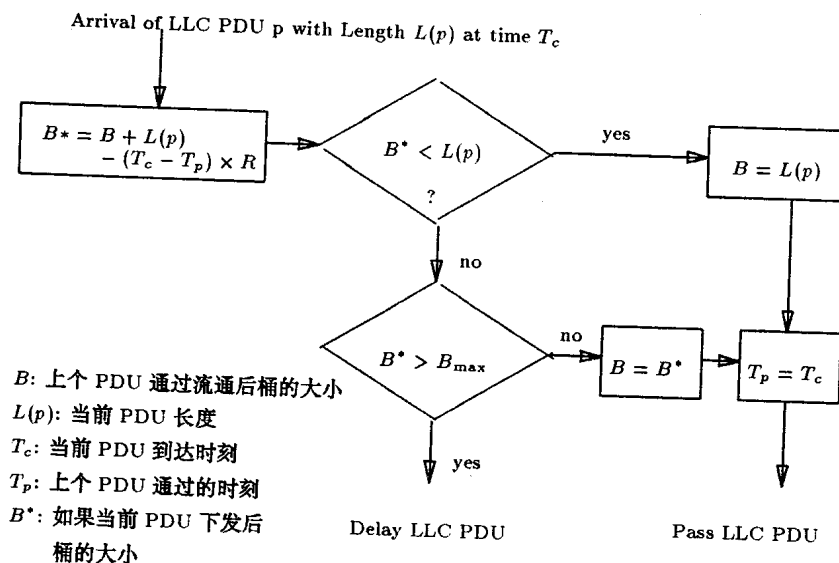 Arrival of LLC PDU p with Length L(p) at time T_c
B* = B + L(p)
− (T_c − T_p) × R
B* < L(p)
?
yes
B = L(p)
no
B* > B_max
no
B = B*
T_p = T_c
yes
Delay LLC PDU
Pass LLC PDU
B: 上个 PDU 通过流通后桶的大小
L(p): 当前 PDU 长度
T_c: 当前 PDU 到达时刻
T_p: 上个 PDU 通过的时刻
B*: 如果当前 PDU 下发后
桶的大小